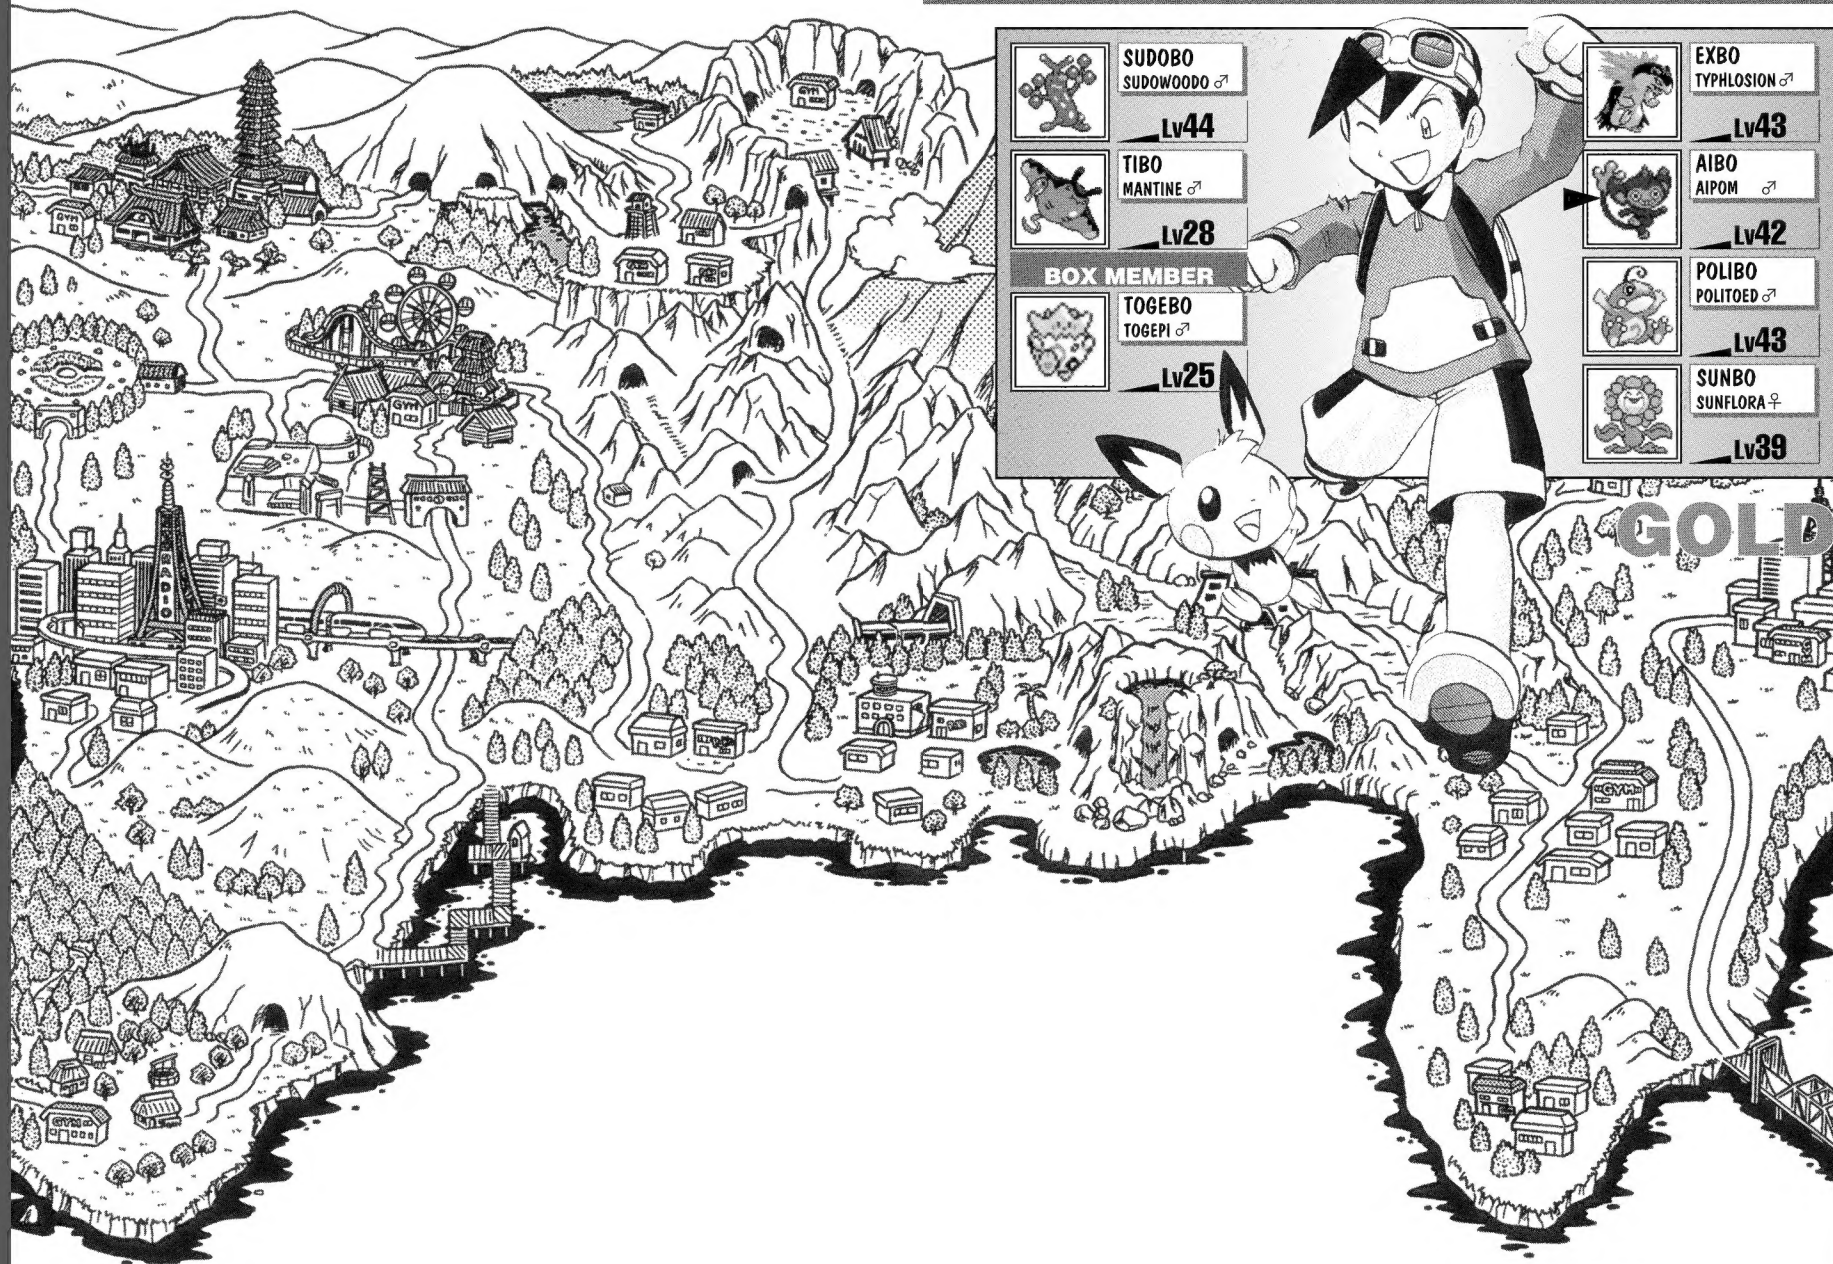 SUDOBO
SUDOWOODO ♂
Lv44
TIBO
MANTINE ♂
Lv28
BOX MEMBER
TOGEBO
TOGEPI ♂
Lv25
EXBO
TYPHLOSION ♂
Lv43
AIBO
AIPOM ♂
Lv42
POLIBO
POLITOED ♂
Lv43
SUNBO
SUNFLORA ♀
Lv39
GOLD
GYM
GYM
GYM
RADIO
GYM
GYM